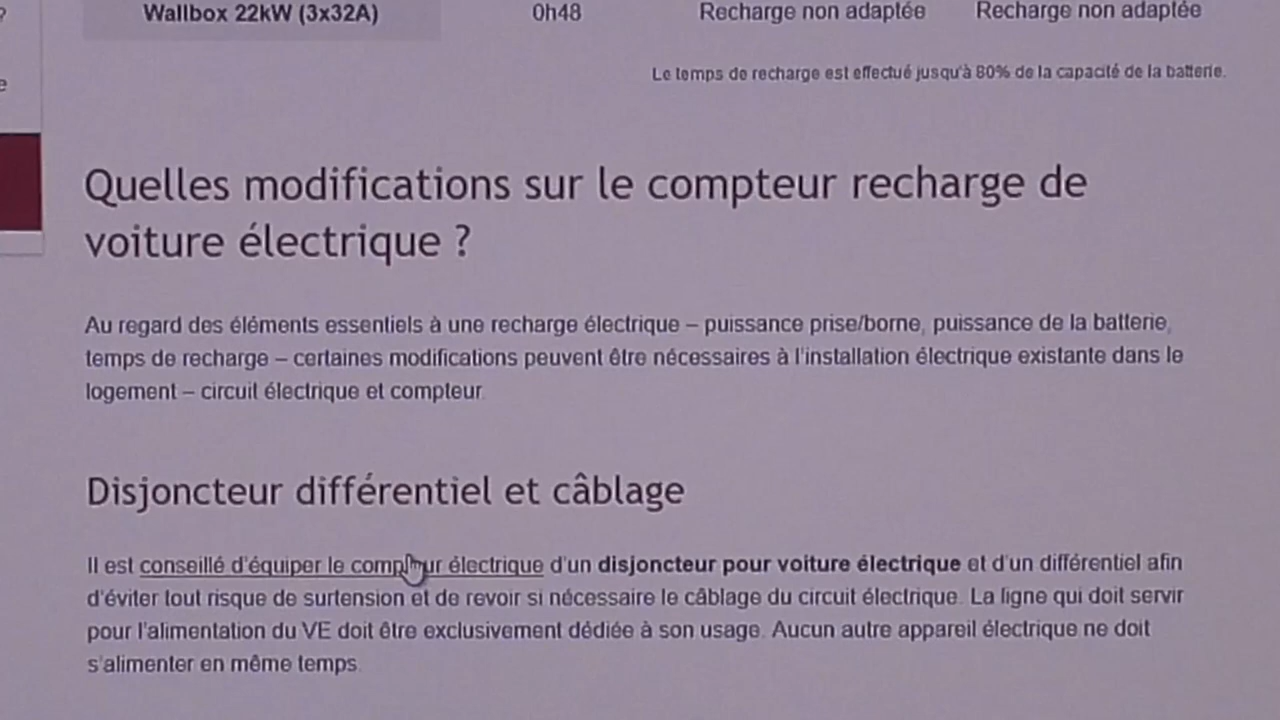 ?
Wallbox 22kW (3x32A) 0h48 Recharge non adaptée Recharge non adaptée
e
Le temps de recharge est effectué jusqu'à 80% de la capacité de la batterie.
Quelles modifications sur le compteur recharge de
voiture électrique ?
Au regard des éléments essentiels à une recharge électrique – puissance prise/borne, puissance de la batterie,
temps de recharge – certaines modifications peuvent être nécessaires à l'installation électrique existante dans le
logement – circuit électrique et compteur.
Disjoncteur différentiel et câblage
Il est conseillé d'équiper le compteur électrique d'un disjoncteur pour voiture électrique et d'un différentiel afin
d'éviter tout risque de surtension et de revoir si nécessaire le câblage du circuit électrique. La ligne qui doit servir
pour l'alimentation du VE doit être exclusivement dédiée à son usage. Aucun autre appareil électrique ne doit
s'alimenter en même temps.